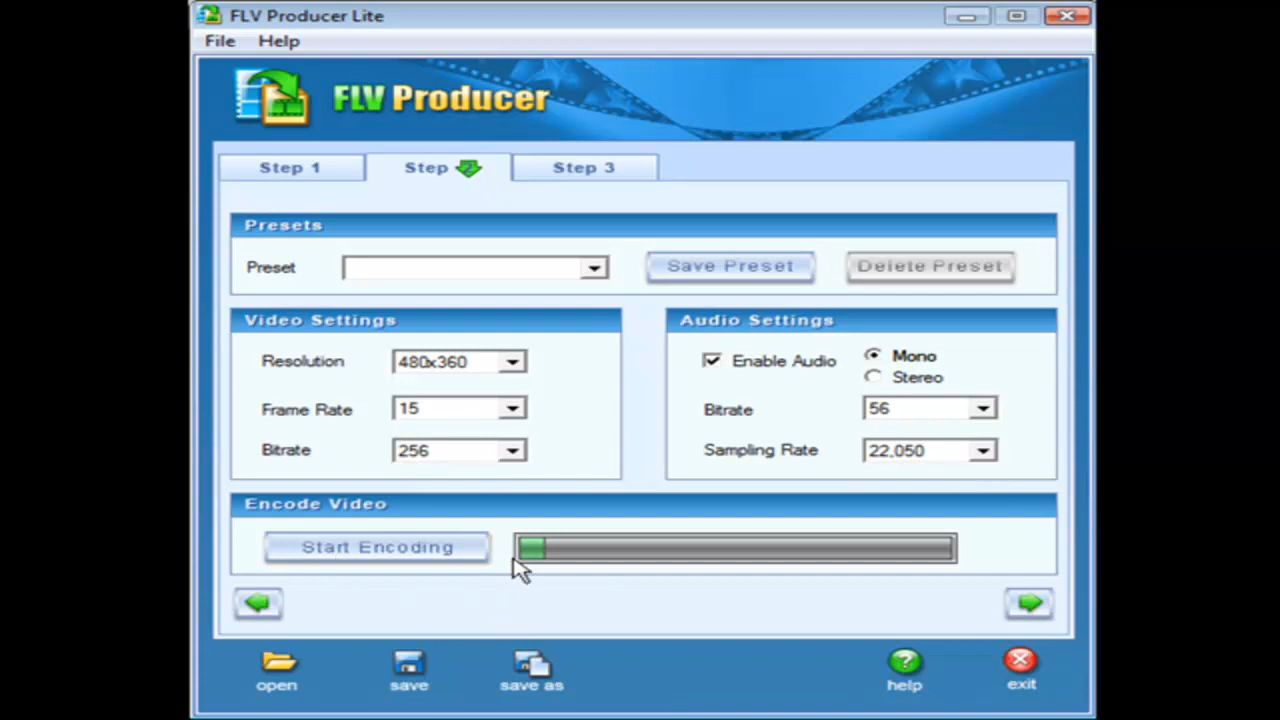 FLV Producer Lite
File Help
FLV Producer
Step 1 Step 2 Step 3
Presets
Preset Save Preset Delete Preset
Video Settings Audio Settings
Resolution 480x360 Enable Audio Mono
Stereo
Frame Rate 15 Bitrate 56
Bitrate 256 Sampling Rate 22,050
Encode Video
Start Encoding
open save save as help exit